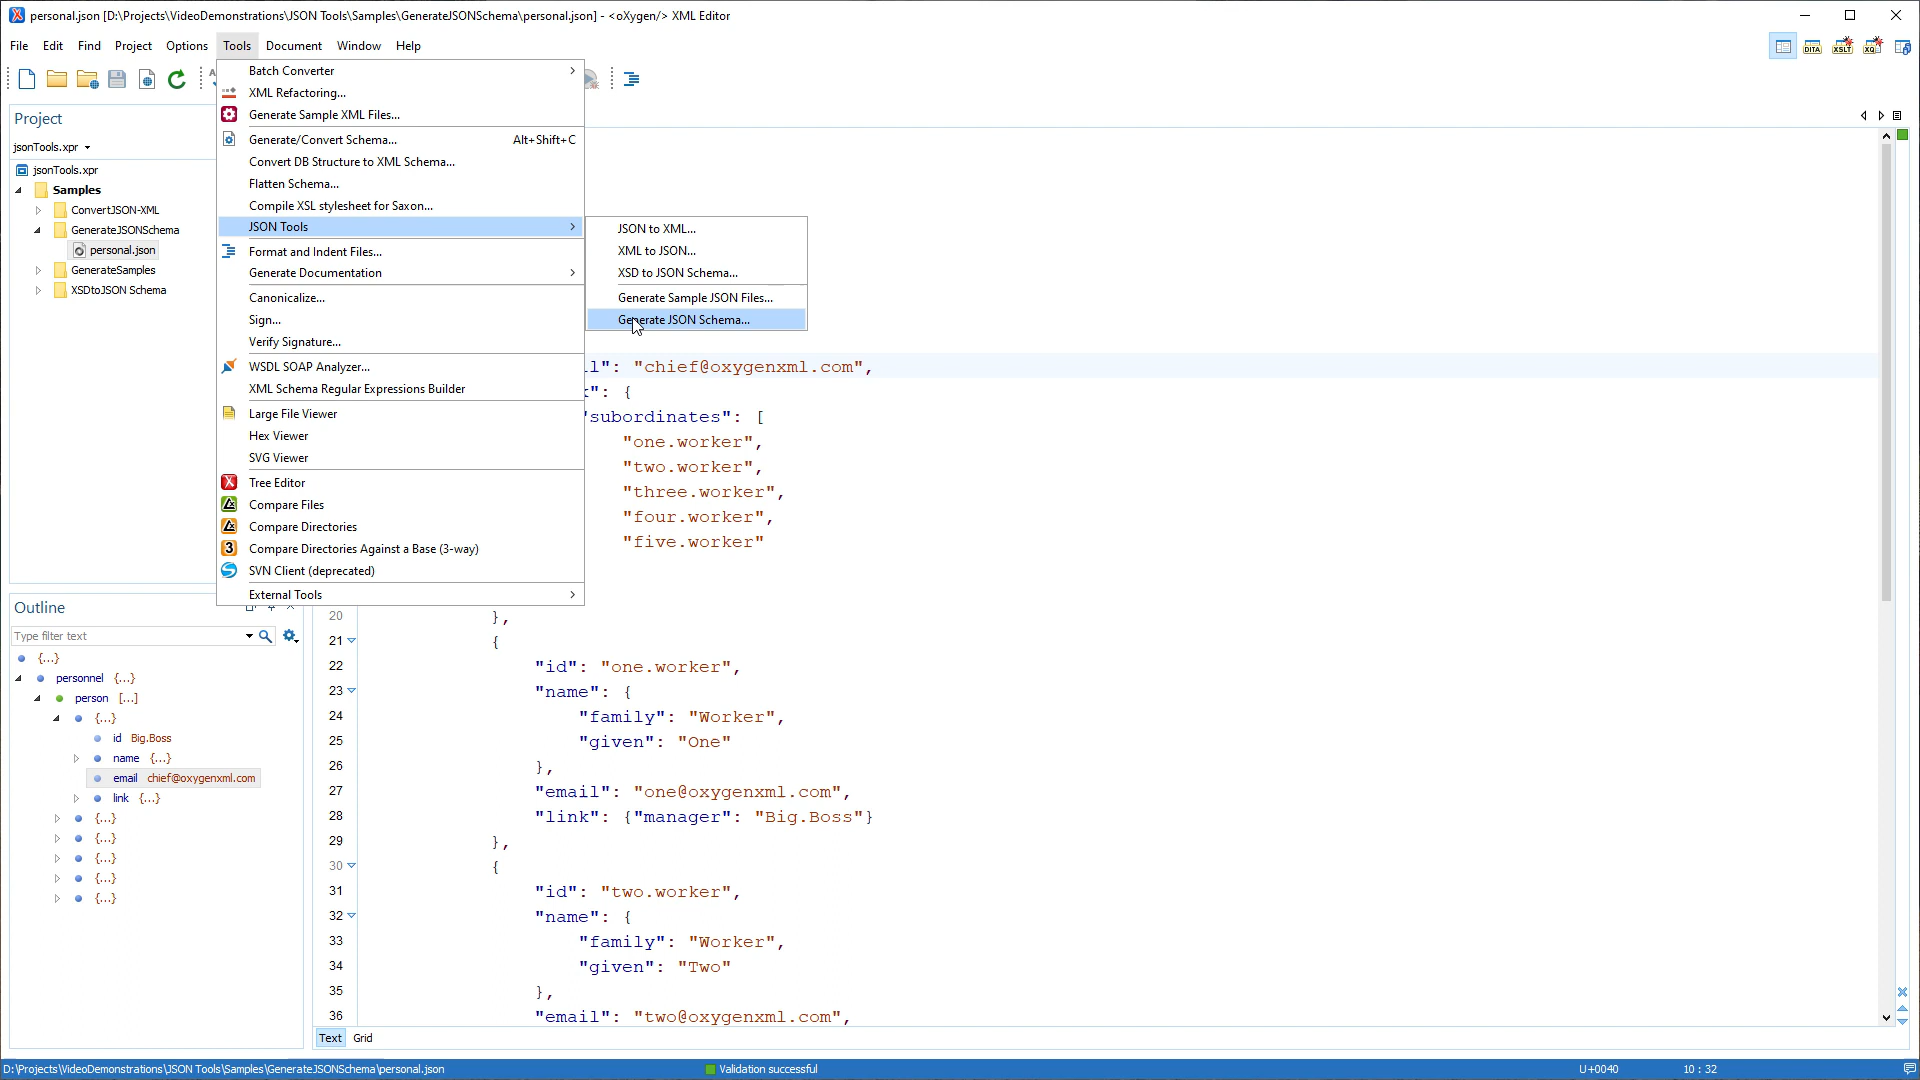 personal.json [D:\Projects\VideoDemonstrations\JSON Tools\Samples\GenerateJSONSchema\personal.json] - <oXygen/> XML Editor
File Edit Find Project Options Tools Document Window Help
DITA XSLT XQ
Project
jsonTools.xpr
jsonTools.xpr
Samples
ConvertJSON-XML
GenerateJSONSchema
personal.json
GenerateSamples
XSDtoJSON Schema
Batch Converter
XML Refactoring...
Generate Sample XML Files...
Generate/Convert Schema... Alt+Shift+C
Convert DB Structure to XML Schema...
Flatten Schema...
Compile XSL stylesheet for Saxon...
JSON Tools
Format and Indent Files...
Generate Documentation
Canonicalize...
Sign...
Verify Signature...
WSDL SOAP Analyzer...
XML Schema Regular Expressions Builder
Large File Viewer
Hex Viewer
SVG Viewer
Tree Editor
Compare Files
Compare Directories
3 Compare Directories Against a Base (3-way)
SVN Client (deprecated)
External Tools
JSON to XML...
XML to JSON...
XSD to JSON Schema...
Generate Sample JSON Files...
Generate JSON Schema...
l": "chief@oxygenxml.com",
k": {
"subordinates": [
"one.worker",
"two.worker",
"three.worker",
"four.worker",
"five.worker"
20 },
21 {
22 "id": "one.worker",
23 "name": {
24 "family": "Worker",
25 "given": "One"
26 },
27 "email": "one@oxygenxml.com",
28 "link": {"manager": "Big.Boss"}
29 },
30 {
31 "id": "two.worker",
32 "name": {
33 "family": "Worker",
34 "given": "Two"
35 },
36 "email": "two@oxygenxml.com",
Outline
Type filter text
{...}
personnel {...}
person [...]
{...}
id Big.Boss
name {...}
email chief@oxygenxml.com
link {...}
{...}
{...}
{...}
{...}
{...}
Text Grid
D:\Projects\VideoDemonstrations\JSON Tools\Samples\GenerateJSONSchema\personal.json Validation successful U+0040 10 : 32